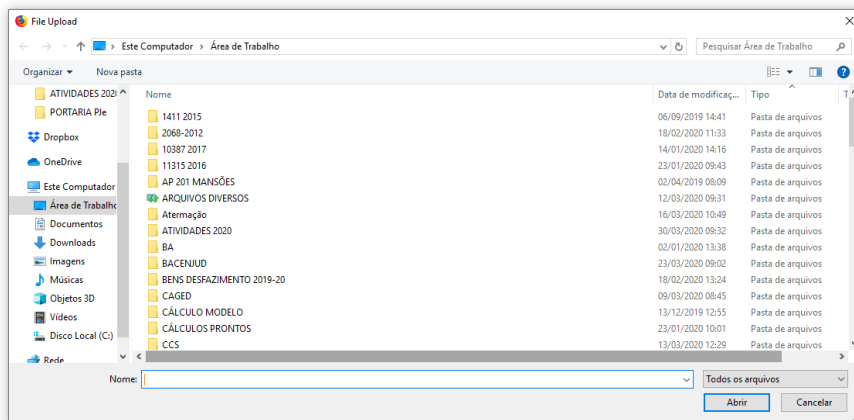 File Upload
Este Computador > Área de Trabalho
Pesquisar Área de Trabalho
Organizar
Nova pasta
ATIVIDADES 202
PORTARIA PJe
Dropbox
OneDrive
Este Computador
Área de Trabalho
Documentos
Downloads
Imagens
Músicas
Objetos 3D
Vídeos
Disco Local (C:)
Rede
Nome Data de modificaç... Tipo T
1411 2015 06/09/2019 14:41 Pasta de arquivos
2068-2012 18/02/2020 11:33 Pasta de arquivos
10387 2017 14/01/2020 14:16 Pasta de arquivos
11315 2016 23/01/2020 09:43 Pasta de arquivos
AP 201 MANSÕES 02/04/2019 08:09 Pasta de arquivos
ARQUIVOS DIVERSOS 12/03/2020 09:31 Pasta de arquivos
Atermação 16/03/2020 10:49 Pasta de arquivos
ATIVIDADES 2020 30/03/2020 09:32 Pasta de arquivos
BA 02/01/2020 13:38 Pasta de arquivos
BACENJUD 23/03/2020 09:02 Pasta de arquivos
BENS DESFAZIMENTO 2019-20 18/02/2020 13:24 Pasta de arquivos
CAGED 09/03/2020 08:45 Pasta de arquivos
CÁLCULO MODELO 13/12/2019 12:55 Pasta de arquivos
CÁLCULOS PRONTOS 23/01/2020 10:01 Pasta de arquivos
CCS 13/03/2020 12:29 Pasta de arquivos
Nome:
Todos os arquivos
Abrir
Cancelar